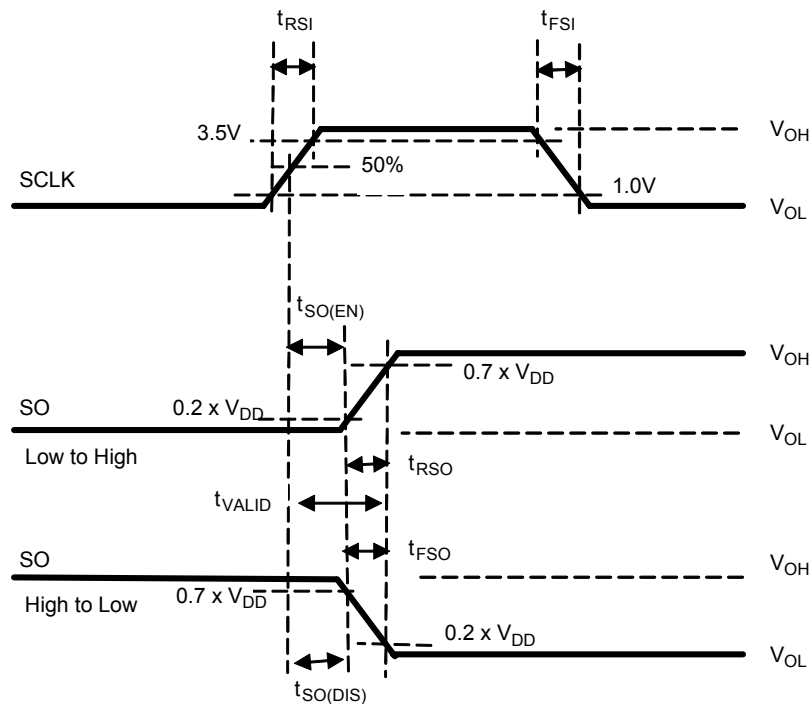 tRSI
tFSI
3.5V
VOH
50%
SCLK
1.0V
VOL
tSO(EN)
VOH
0.7 x VDD
SO
0.2 x VDD
VOL
Low to High
tRSO
tVALID
SO
tFSO
VOH
High to Low
0.7 x VDD
0.2 x VDD
VOL
tSO(DIS)